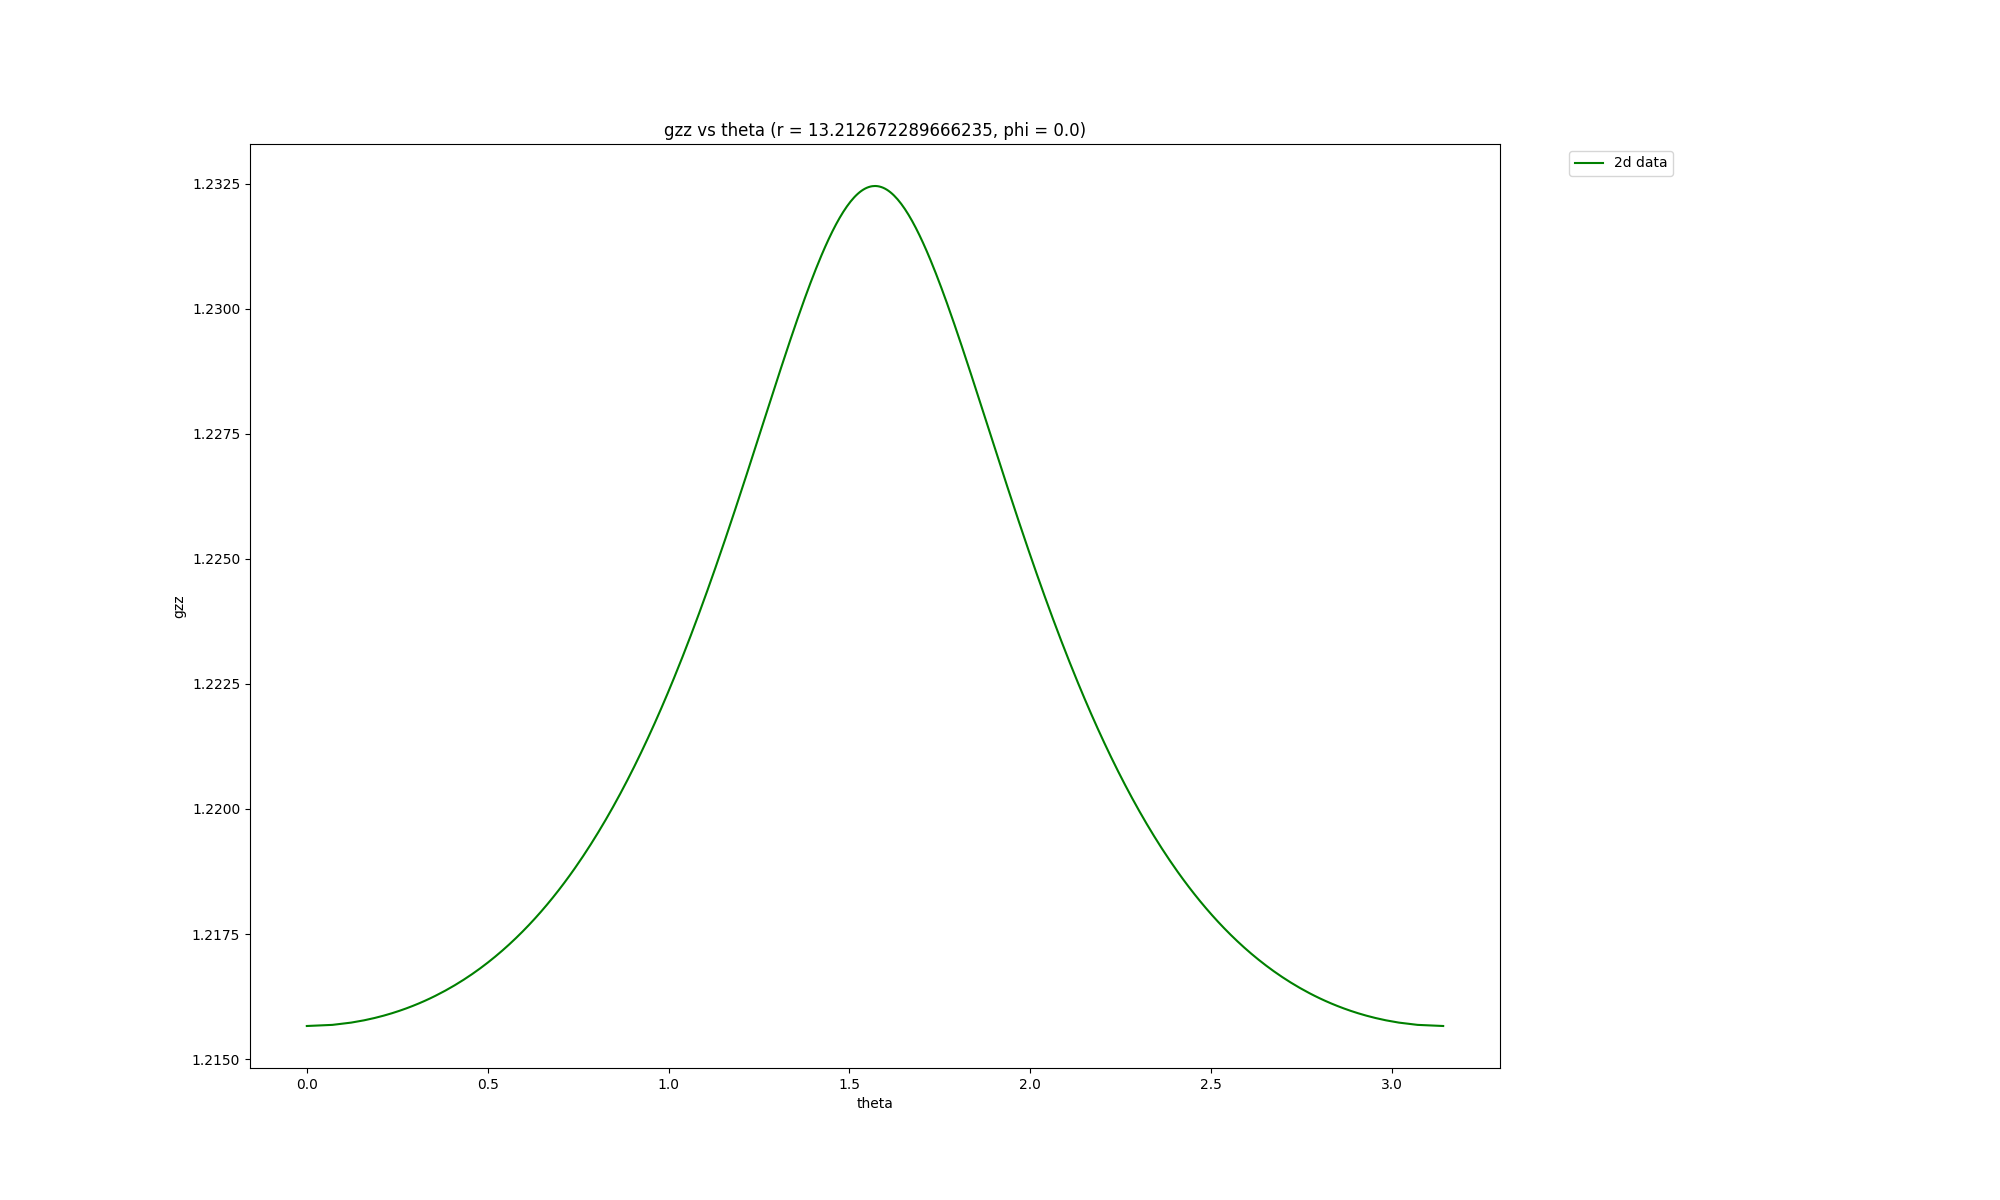 gzz vs theta (r = 13.212672289666235, phi = 0.0)
2d data
1.2325
1.2300
1.2275
1.2250
1.2225
1.2200
1.2175
1.2150
gzz
0.0 0.5 1.0 1.5 2.0 2.5 3.0
theta